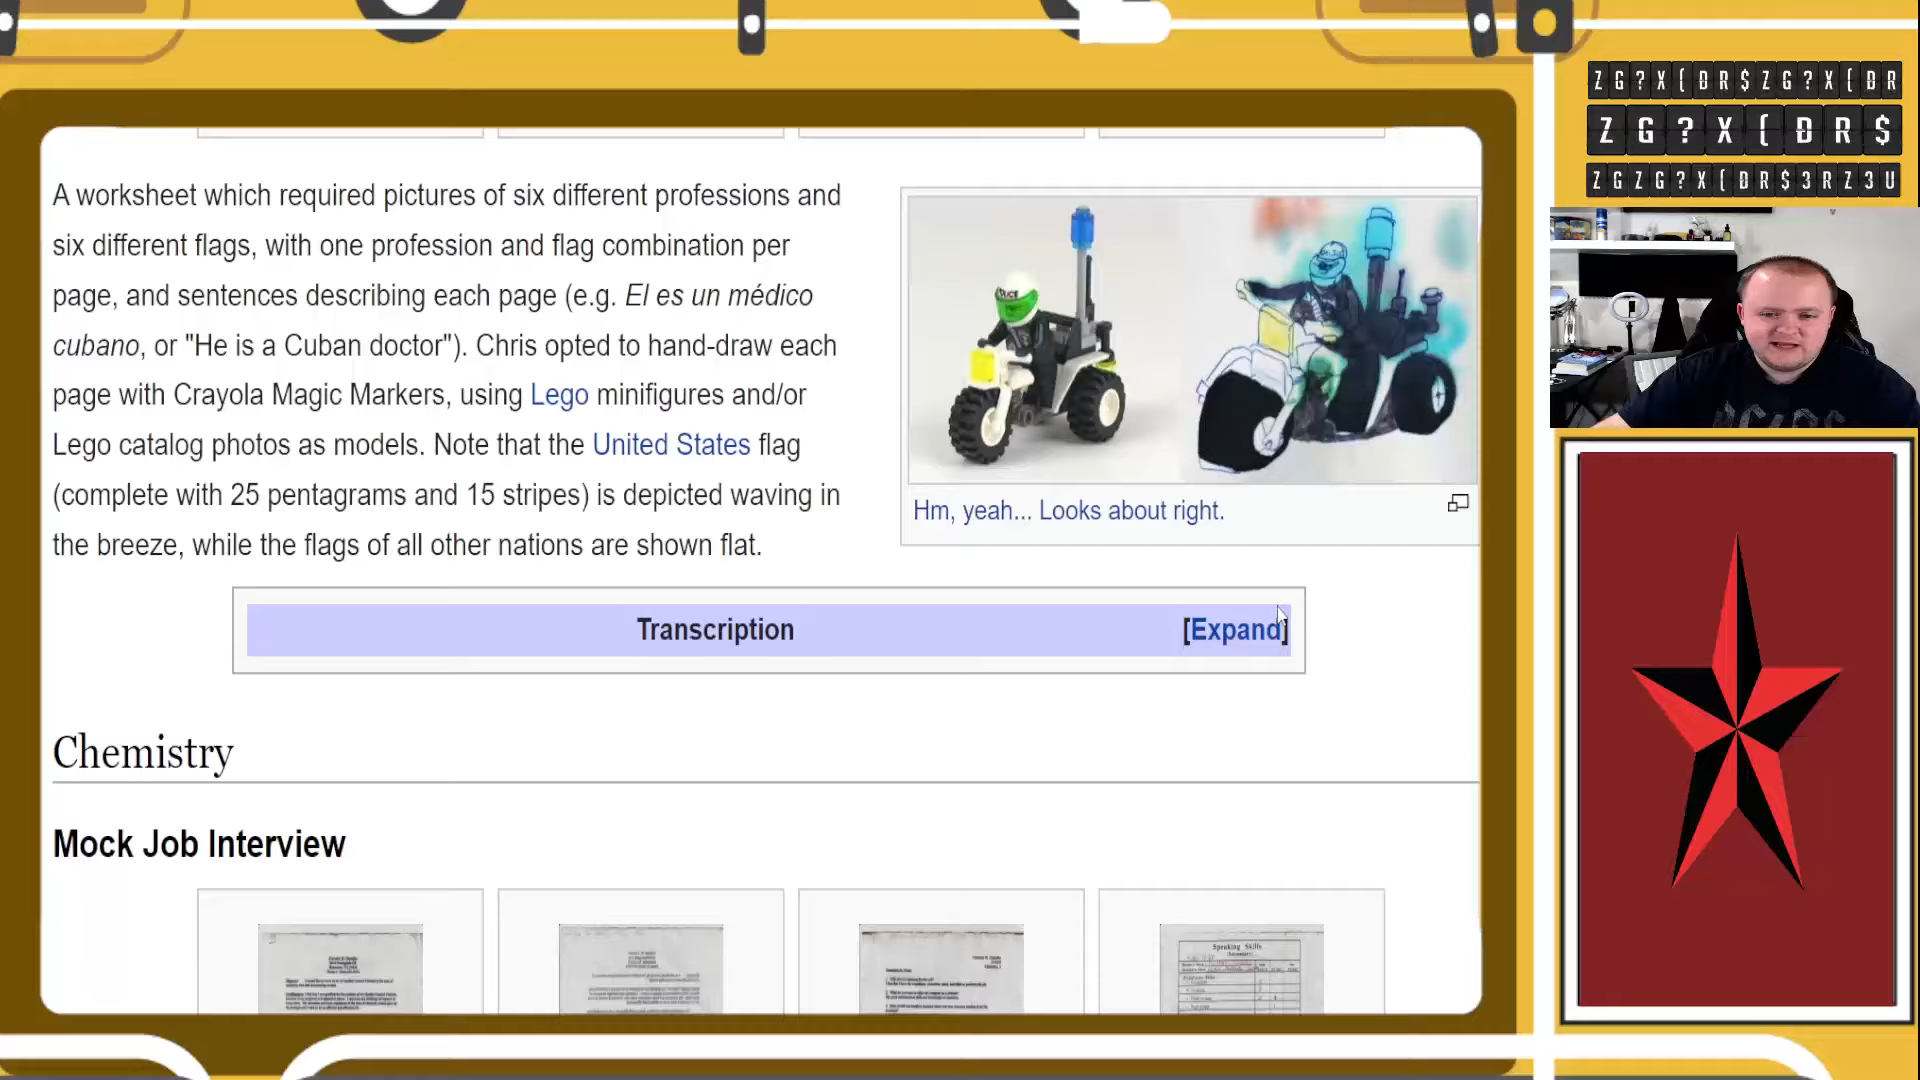 ZG?X(DR$ZG?X(DR
ZG?X(DR$
ZGZG?X(DR$3RZ3U
A worksheet which required pictures of six different professions and
six different flags, with one profession and flag combination per
page, and sentences describing each page (e.g. El es un médico
cubano, or "He is a Cuban doctor"). Chris opted to hand-draw each
page with Crayola Magic Markers, using Lego minifigures and/or
Lego catalog photos as models. Note that the United States flag
(complete with 25 pentagrams and 15 stripes) is depicted waving in
the breeze, while the flags of all other nations are shown flat.
Hm, yeah... Looks about right.
Transcription [Expand]
Chemistry
Mock Job Interview
Speaking Skills